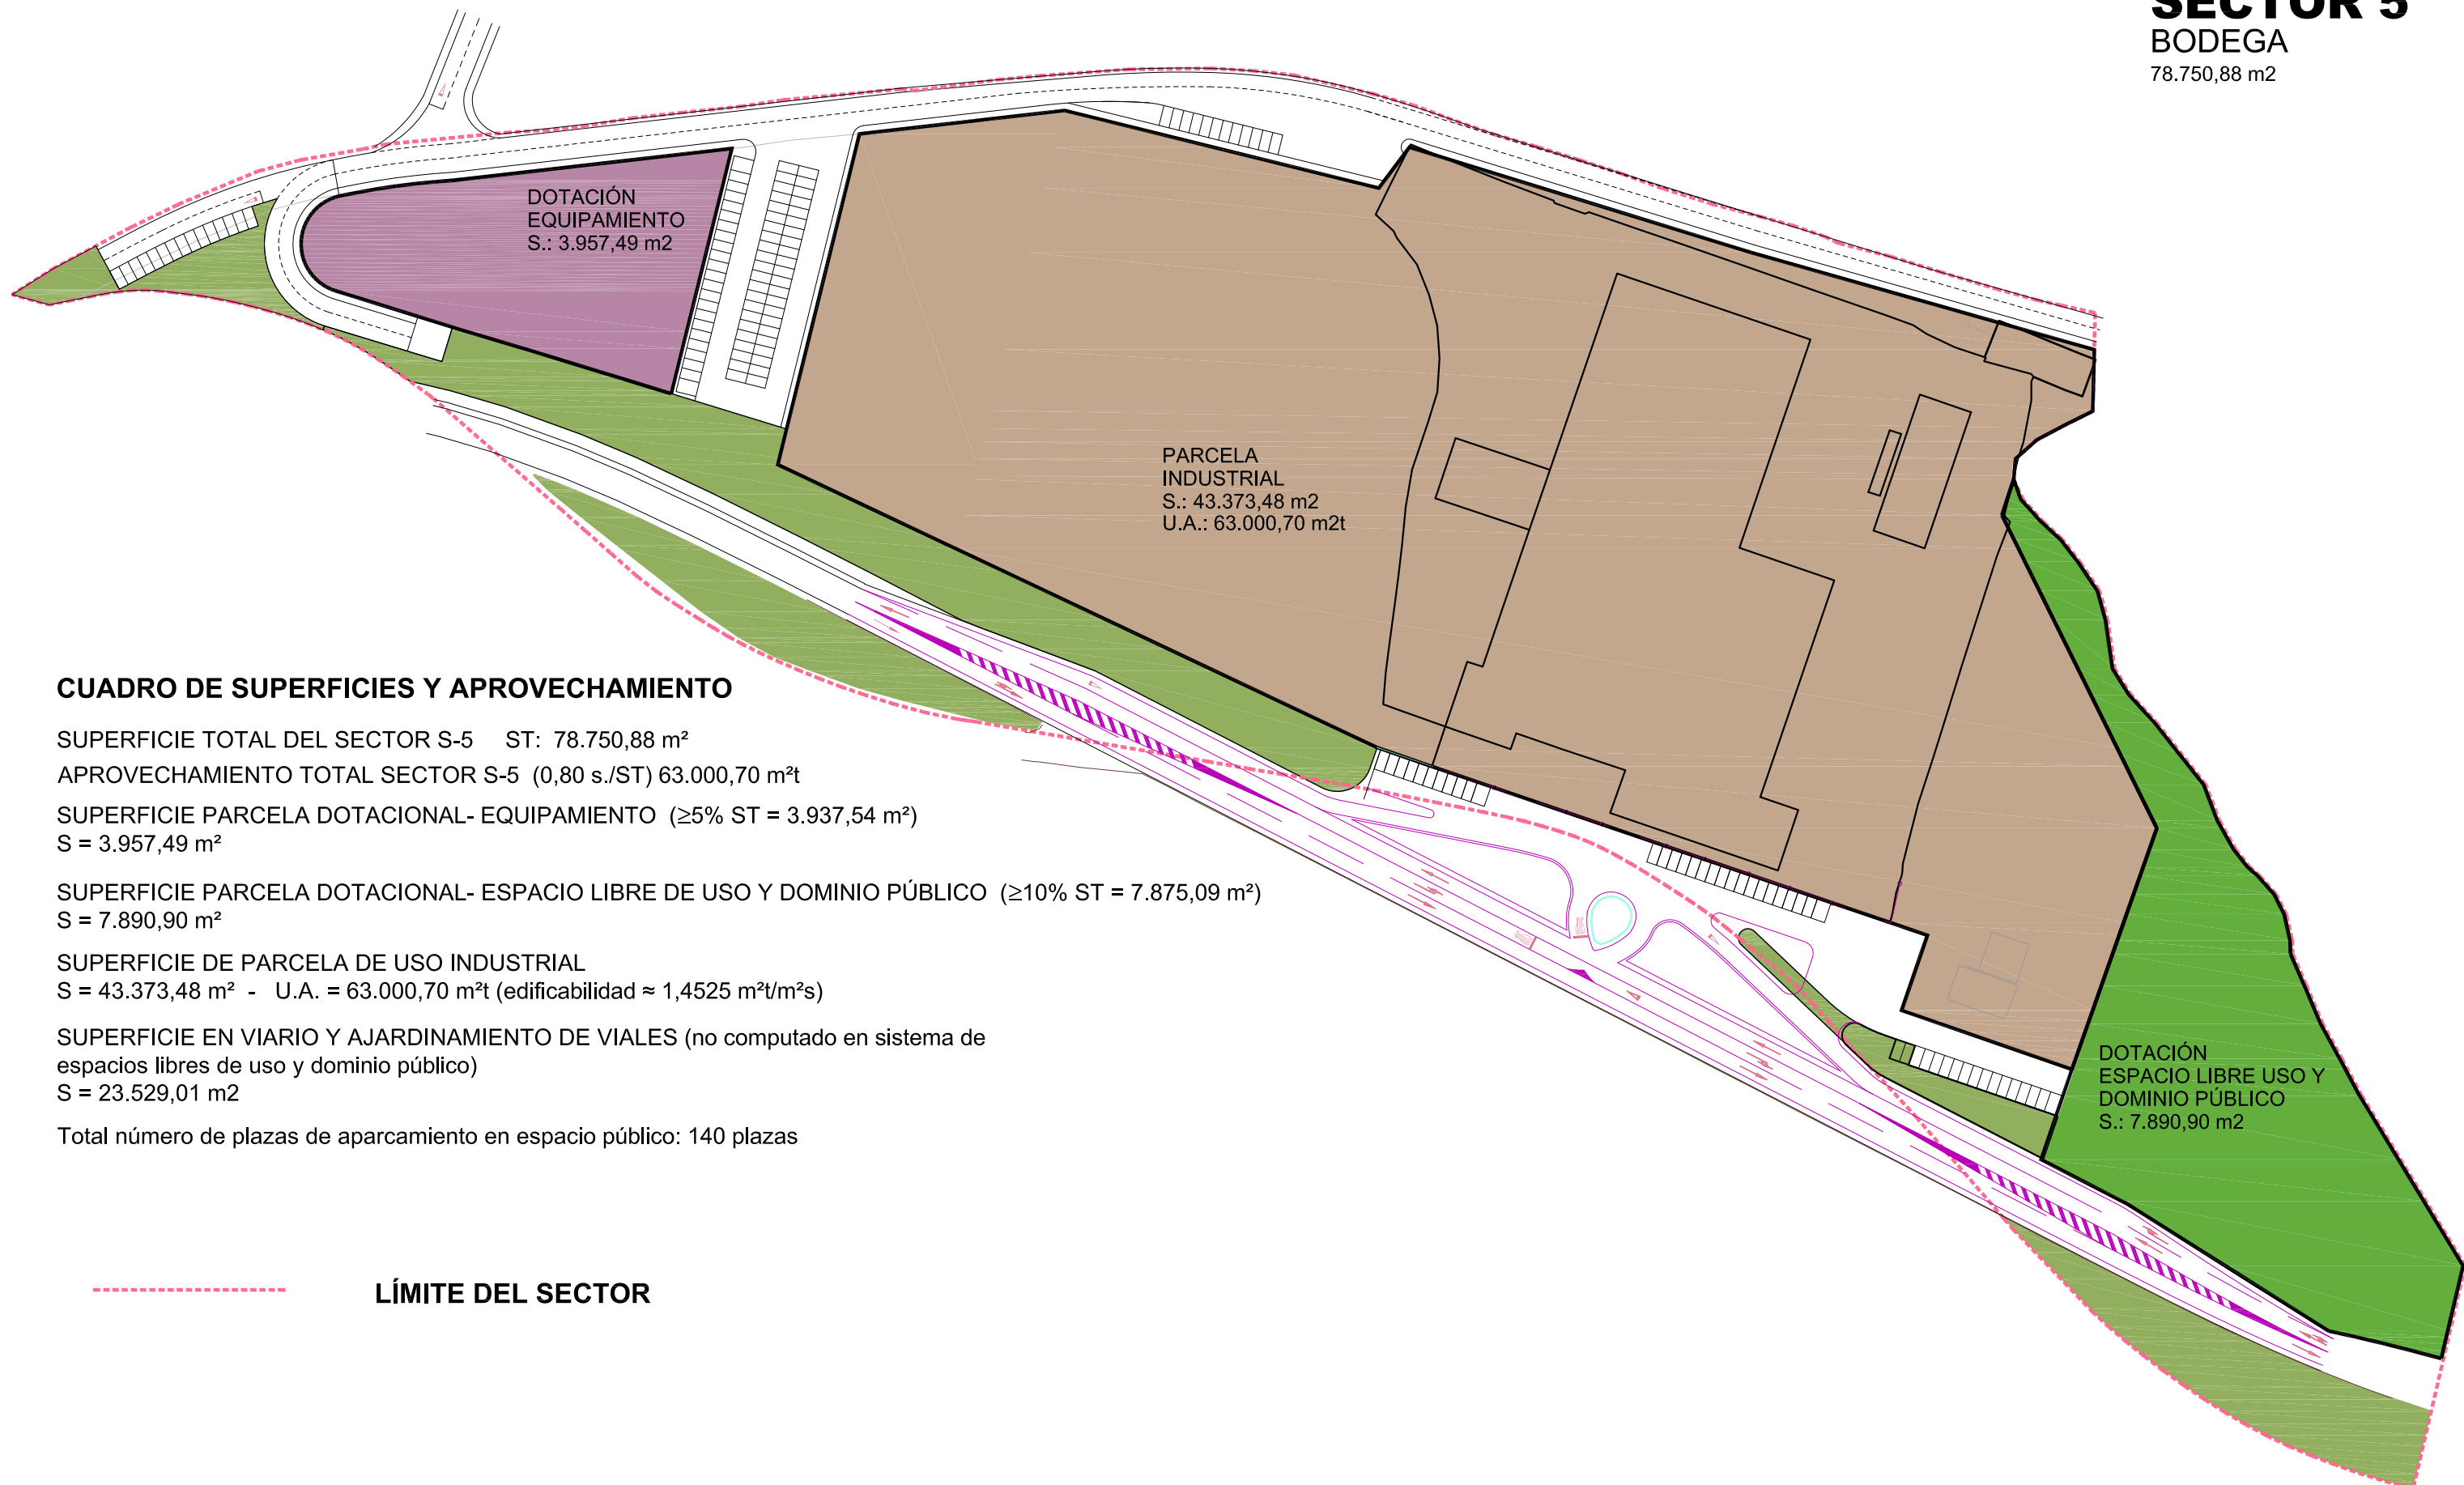 SECTOR 5
BODEGA
78.750,88 m2
DOTACIÓN
EQUIPAMIENTO
S.: 3.957,49 m2
PARCELA
INDUSTRIAL
S.: 43.373,48 m2
U.A.: 63.000,70 m2t
CUADRO DE SUPERFICIES Y APROVECHAMIENTO
SUPERFICIE TOTAL DEL SECTOR S-5 ST: 78.750,88 m²
APROVECHAMIENTO TOTAL SECTOR S-5 (0,80 s./ST) 63.000,70 m²t
SUPERFICIE PARCELA DOTACIONAL- EQUIPAMIENTO (≥5% ST = 3.937,54 m²)
S = 3.957,49 m²
SUPERFICIE PARCELA DOTACIONAL- ESPACIO LIBRE DE USO Y DOMINIO PÚBLICO (≥10% ST = 7.875,09 m²)
S = 7.890,90 m²
SUPERFICIE DE PARCELA DE USO INDUSTRIAL
S = 43.373,48 m² - U.A. = 63.000,70 m²t (edificabilidad ≈ 1,4525 m²t/m²s)
SUPERFICIE EN VIARIO Y AJARDINAMIENTO DE VIALES (no computado en sistema de
espacios libres de uso y dominio público)
S = 23.529,01 m2
Total número de plazas de aparcamiento en espacio público: 140 plazas
DOTACIÓN
ESPACIO LIBRE USO Y
DOMINIO PÚBLICO
S.: 7.890,90 m2
LÍMITE DEL SECTOR